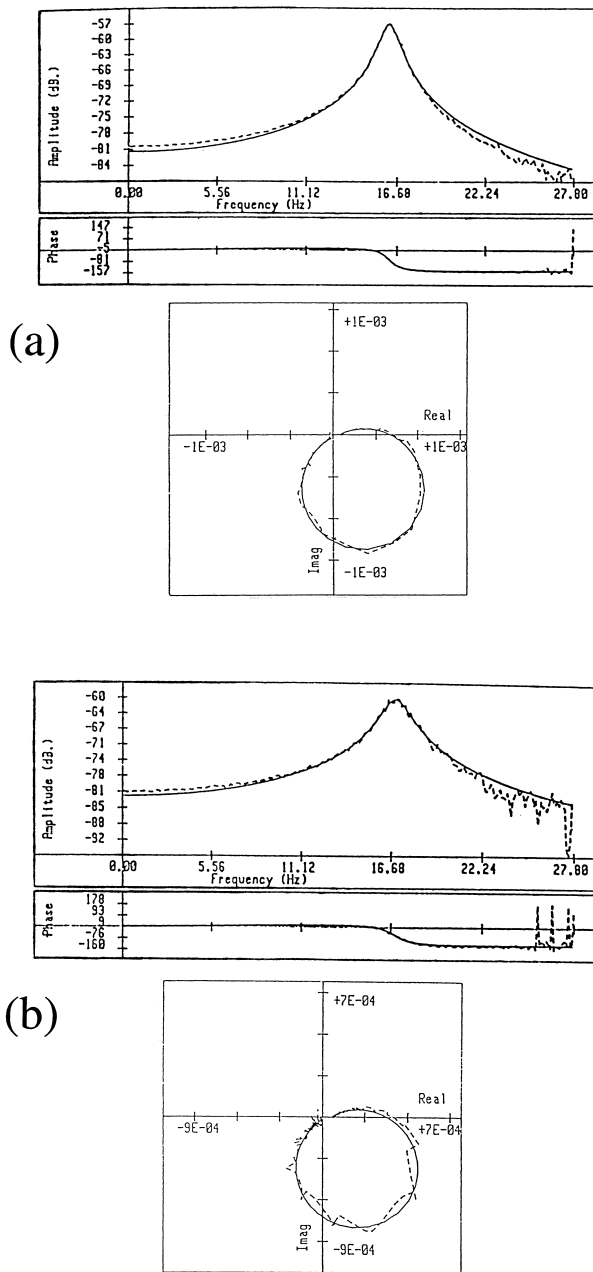 -57
-60
-63
-66
-69
-72
-75
-78
-81
-84
Amplitude (dB.)
0.00 5.56 11.12 16.68 22.24 27.80
Frequency (Hz)
147
71
-5
-81
-157
Phase
(a)
+1E-03
Real
-1E-03 +1E-03
Imag
-1E-03
-60
-64
-67
-71
-74
-78
-81
-85
-88
-92
Amplitude (dB.)
0.00 5.56 11.12 16.68 22.24 27.80
Frequency (Hz)
178
93
9
-76
-160
Phase
(b)
+7E-04
Real
-9E-04 +7E-04
Imag
-9E-04